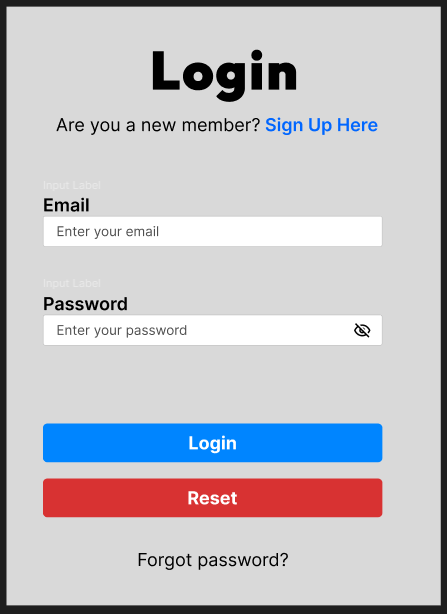 Login
Are you a new member? Sign Up Here
Input Label
Email
Enter your email
Input Label
Password
Enter your password
Login
Reset
Forgot password?